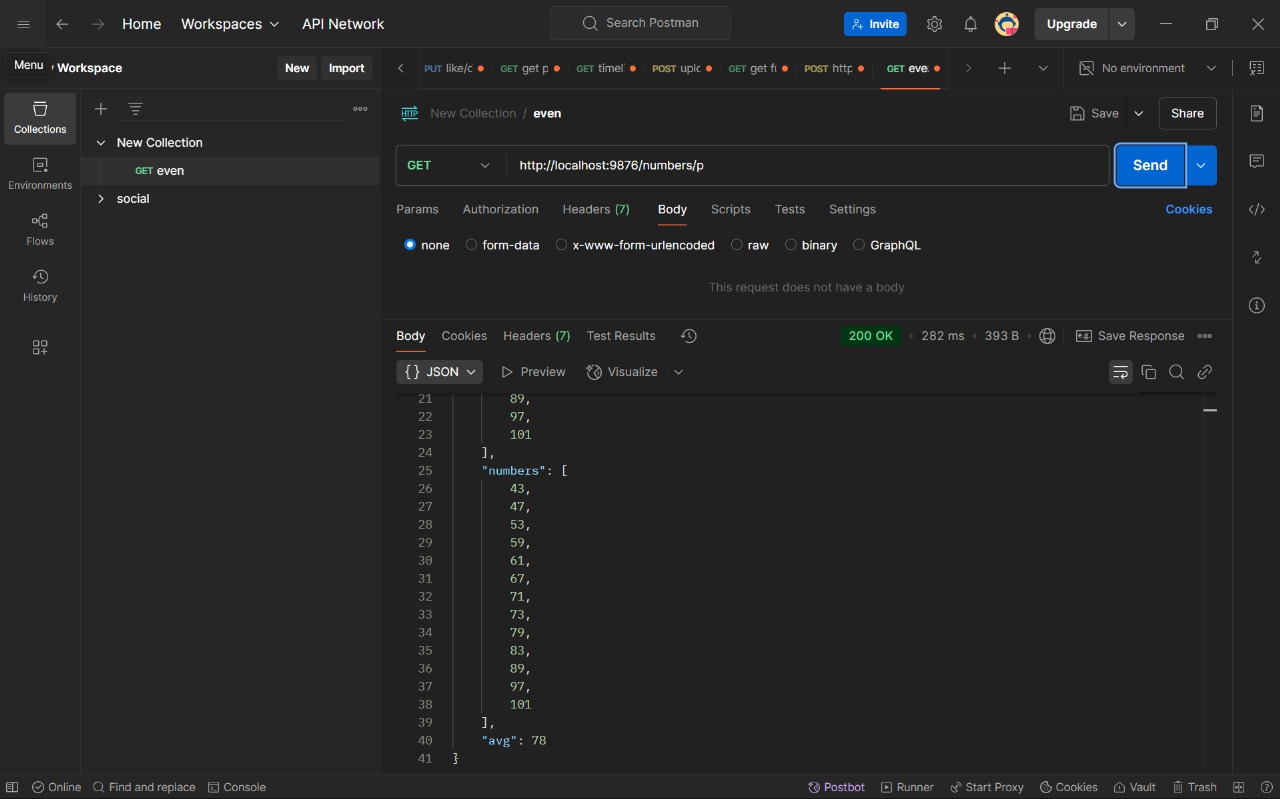 Home Workspaces API Network Search Postman Invite Upgrade
Menu Workspace New Import PUT like/c GET get p GET timel POST uplo GET get fr POST http GET eve No environment
Collections
Environments
Flows
History
New Collection
GET even
social
HTTP New Collection / even Save Share
GET http://localhost:9876/numbers/p Send
Params Authorization Headers (7) Body Scripts Tests Settings Cookies
none form-data x-www-form-urlencoded raw binary GraphQL
This request does not have a body
Body Cookies Headers (7) Test Results 200 OK 282 ms 393 B e.g. Save Response
{} JSON Preview Visualize
21 89,
22 97,
23 101
24 ],
25 "numbers": [
26 43,
27 47,
28 53,
29 59,
30 61,
31 67,
32 71,
33 73,
34 79,
35 83,
36 89,
37 97,
38 101
39 ],
40 "avg": 78
41 }
Online Find and replace Console Postbot Runner Start Proxy Cookies Vault Trash